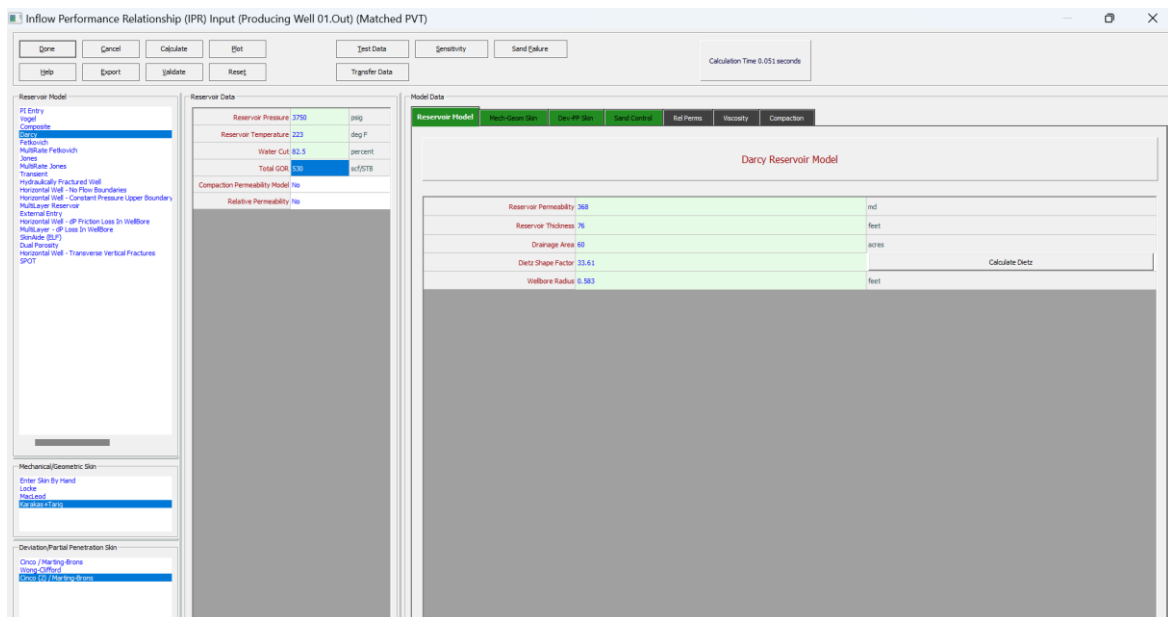 Inflow Performance Relationship (IPR) Input (Producing Well 01.Out) (Matched PVT)
Done Cancel Calculate Plot Test Data Sensitivity Sand Failure
Help Export Validate Reset Transfer Data
Calculation Time 0.051 seconds
Reservoir Model
PI Entry
Vogel
Composite
Darcy
Fetkovich
MultiRate Fetkovich
Jones
MultiRate Jones
Transient
Hydraulically Fractured Well
Horizontal Well - No Flow Boundaries
Horizontal Well - Constant Pressure Upper Boundary
MultiLayer Reservoir
External Entry
Horizontal Well - dP Friction Loss In WellBore
MultiLayer - dP Loss In WellBore
SkinAide (ELF)
Dual Porosity
Horizontal Well - Transverse Vertical Fractures
SPOT
Mechanical/Geometric Skin
Enter Skin By Hand
Locke
MacLeod
Karakas+Tariq
Deviation/Partial Penetration Skin
Cinco / Marting-Brons
Wong-Clifford
Cinco (2) / Marting-Brons
Reservoir Data
Reservoir Pressure 3750 psig
Reservoir Temperature 223 deg F
Water Cut 82.5 percent
Total GOR 530 scf/STB
Compaction Permeability Model No
Relative Permeability No
Model Data
Reservoir Model Mech-Geom Skin Dev-PP Skin Sand Control Rel Perms Viscosity Compaction
Darcy Reservoir Model
Reservoir Permeability 368 md
Reservoir Thickness 76 feet
Drainage Area 60 acres
Dietz Shape Factor 33.61 Calculate Dietz
Wellbore Radius 0.583 feet